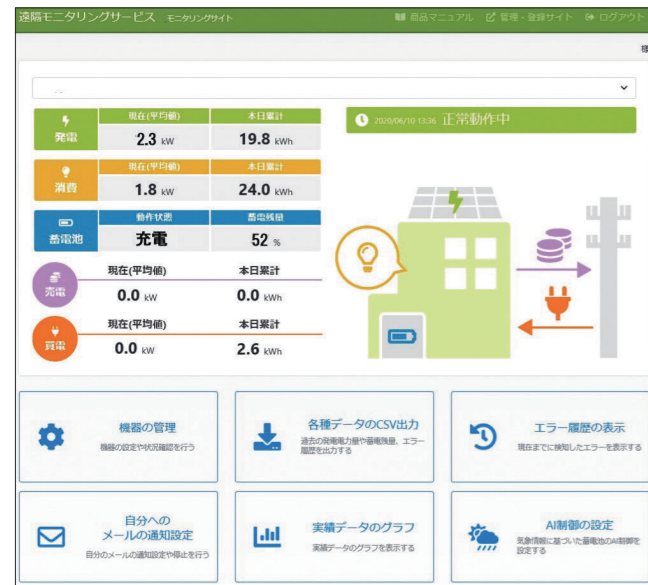 遠隔モニタリングサービス モニタリングサイト
商品マニュアル 管理・登録サイト ログアウト
様
発電
現在(平均値) 本日累計
2.3 kW 19.8 kWh
2020/06/10 13:36 正常動作中
消費
現在(平均値) 本日累計
1.8 kW 24.0 kWh
蓄電池
動作状態 蓄電残量
充電 52 %
売電
現在(平均値) 本日累計
0.0 kW 0.0 kWh
買電
現在(平均値) 本日累計
0.0 kW 2.6 kWh
機器の管理
機器の設定や状況確認を行う
各種データのCSV出力
過去の発電電力量や蓄電残量、エラー
履歴を出力する
エラー履歴の表示
現在までに検知したエラーを表示する
自分への
メールの通知設定
自分のメールの通知設定や停止を行う
実績データのグラフ
実績データのグラフを表示する
AI制御の設定
気象情報に基づいた蓄電池のAI制御を
設定する